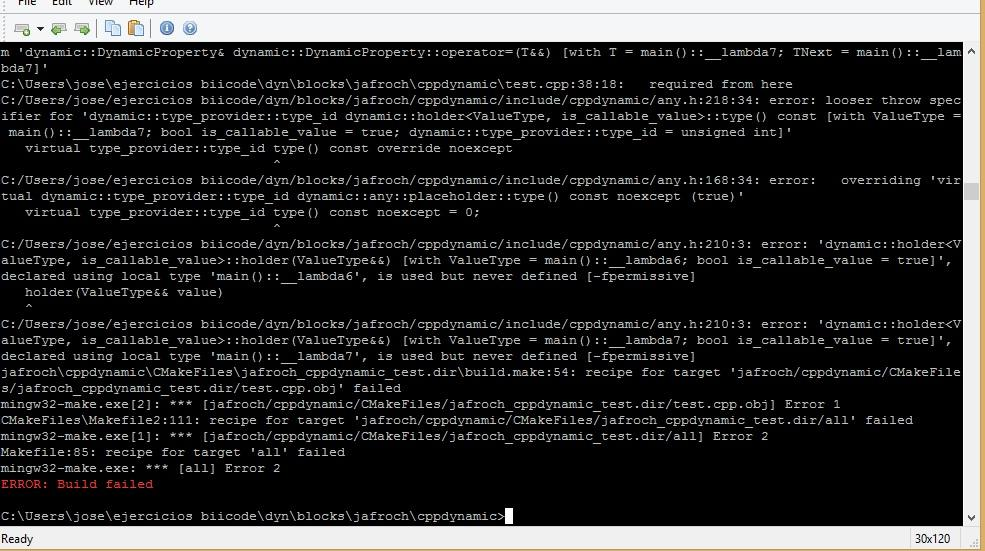 File Edit View Help
m 'dynamic::DynamicProperty& dynamic::DynamicProperty::operator=(T&&) [with T = main()::__lambda7; TNext = main()::__lam
bda7]'
C:\Users\jose\ejercicios biicode\dyn\blocks\jafroch\cppdynamic\test.cpp:38:18:   required from here
C:/Users/jose/ejercicios biicode/dyn/blocks/jafroch/cppdynamic/include/cppdynamic/any.h:218:34: error: looser throw spec
ifier for 'dynamic::type_provider::type_id dynamic::holder<ValueType, is_callable_value>::type() const [with ValueType =
 main()::__lambda7; bool is_callable_value = true; dynamic::type_provider::type_id = unsigned int]'
   virtual type_provider::type_id type() const override noexcept
                                  ^
C:/Users/jose/ejercicios biicode/dyn/blocks/jafroch/cppdynamic/include/cppdynamic/any.h:168:34: error:   overriding 'vir
tual dynamic::type_provider::type_id dynamic::any::placeholder::type() const noexcept (true)'
   virtual type_provider::type_id type() const noexcept = 0;
                                  ^
C:/Users/jose/ejercicios biicode/dyn/blocks/jafroch/cppdynamic/include/cppdynamic/any.h:210:3: error: 'dynamic::holder<V
alueType, is_callable_value>::holder(ValueType&&) [with ValueType = main()::__lambda6; bool is_callable_value = true]',
declared using local type 'main()::__lambda6', is used but never defined [-fpermissive]
   holder(ValueType&& value)
   ^
C:/Users/jose/ejercicios biicode/dyn/blocks/jafroch/cppdynamic/include/cppdynamic/any.h:210:3: error: 'dynamic::holder<V
alueType, is_callable_value>::holder(ValueType&&) [with ValueType = main()::__lambda7; bool is_callable_value = true]',
declared using local type 'main()::__lambda7', is used but never defined [-fpermissive]
jafroch\cppdynamic\CMakeFiles\jafroch_cppdynamic_test.dir\build.make:54: recipe for target 'jafroch/cppdynamic/CMakeFile
s/jafroch_cppdynamic_test.dir/test.cpp.obj' failed
mingw32-make.exe[2]: *** [jafroch/cppdynamic/CMakeFiles/jafroch_cppdynamic_test.dir/test.cpp.obj] Error 1
CMakeFiles\Makefile2:111: recipe for target 'jafroch/cppdynamic/CMakeFiles/jafroch_cppdynamic_test.dir/all' failed
mingw32-make.exe[1]: *** [jafroch/cppdynamic/CMakeFiles/jafroch_cppdynamic_test.dir/all] Error 2
Makefile:85: recipe for target 'all' failed
mingw32-make.exe: *** [all] Error 2
ERROR: Build failed
C:\Users\jose\ejercicios biicode\dyn\blocks\jafroch\cppdynamic>
Ready 30x120